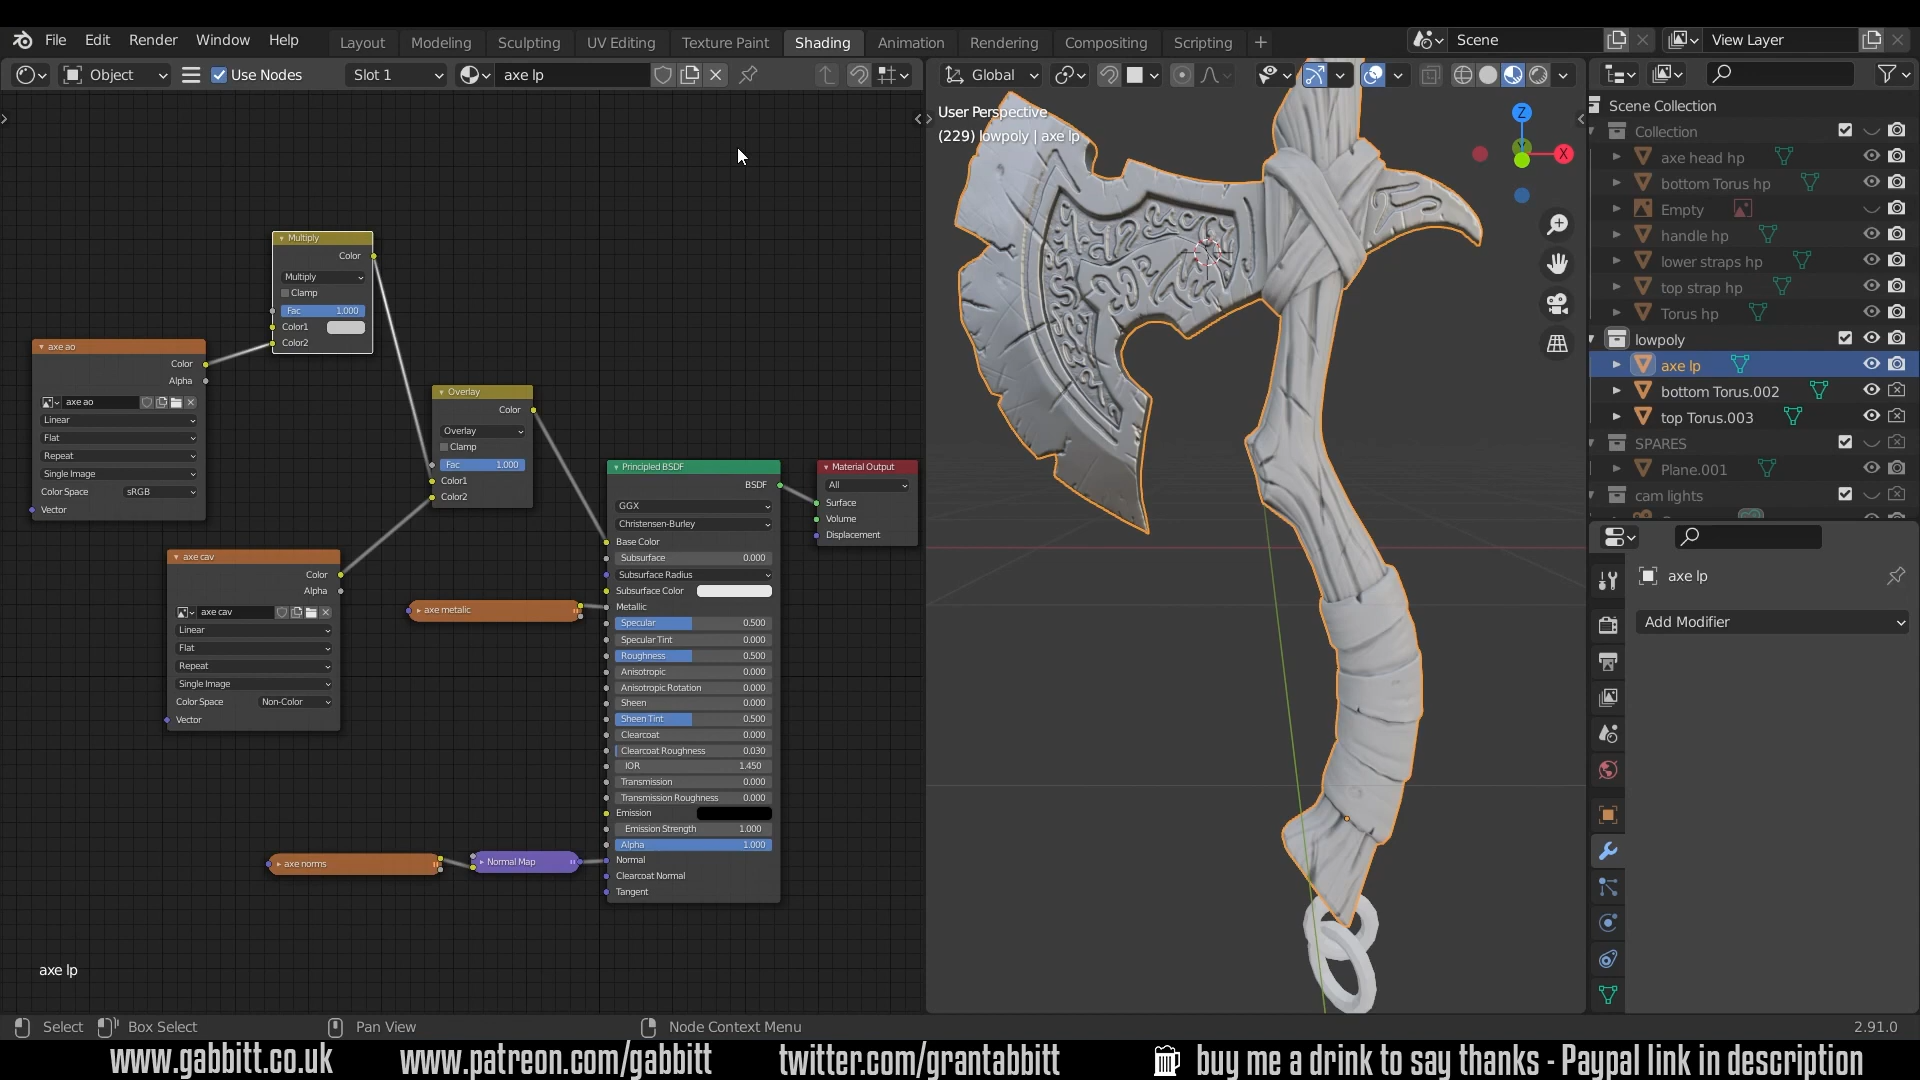 File Edit Render Window Help
Layout Modeling Sculpting UV Editing Texture Paint Shading Animation Rendering Compositing Scripting +
Scene
View Layer
Object
Use Nodes
Slot 1
axe lp
Global
User Perspective
(229) lowpoly | axe lp
Z
Y
X
Multiply
Color
Multiply
Clamp
Fac 1.000
Color1
Color2
axe ao
Color
Alpha
axe ao
Linear
Flat
Repeat
Single Image
Color Space sRGB
Vector
Overlay
Color
Overlay
Clamp
Fac 1.000
Color1
Color2
axe cav
Color
Alpha
axe cav
Linear
Flat
Repeat
Single Image
Color Space Non-Color
Vector
axe metalic
axe norms
Normal Map
Principled BSDF
BSDF
GGX
Christensen-Burley
Base Color
Subsurface 0.000
Subsurface Radius
Subsurface Color
Metallic
Specular 0.500
Specular Tint 0.000
Roughness 0.500
Anisotropic 0.000
Anisotropic Rotation 0.000
Sheen 0.000
Sheen Tint 0.500
Clearcoat 0.000
Clearcoat Roughness 0.030
IOR 1.450
Transmission 0.000
Transmission Roughness 0.000
Emission
Emission Strength 1.000
Alpha 1.000
Normal
Clearcoat Normal
Tangent
Material Output
All
Surface
Volume
Displacement
axe lp
Scene Collection
Collection
axe head hp
bottom Torus hp
Empty
handle hp
lower straps hp
top strap hp
Torus hp
lowpoly
axe lp
bottom Torus.002
top Torus.003
SPARES
Plane.001
cam lights
axe lp
Add Modifier
Select Box Select Pan View Node Context Menu 2.91.0
www.gabbitt.co.uk www.patreon.com/gabbitt twitter.com/grantabbitt buy me a drink to say thanks - Paypal link in description